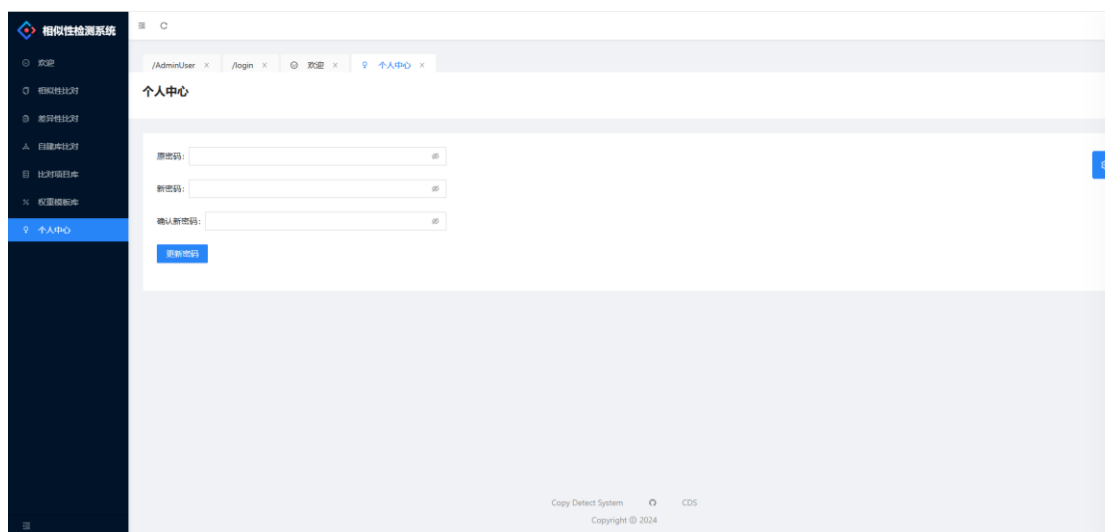 相似性检测系统
欢迎
相似性比对
差异性比对
自建库比对
比对项目库
权重模板库
个人中心
/AdminUser × /login × 欢迎 × 个人中心 ×
个人中心
原密码:
新密码:
确认新密码:
更新密码
Copy Detect System CDS
Copyright © 2024